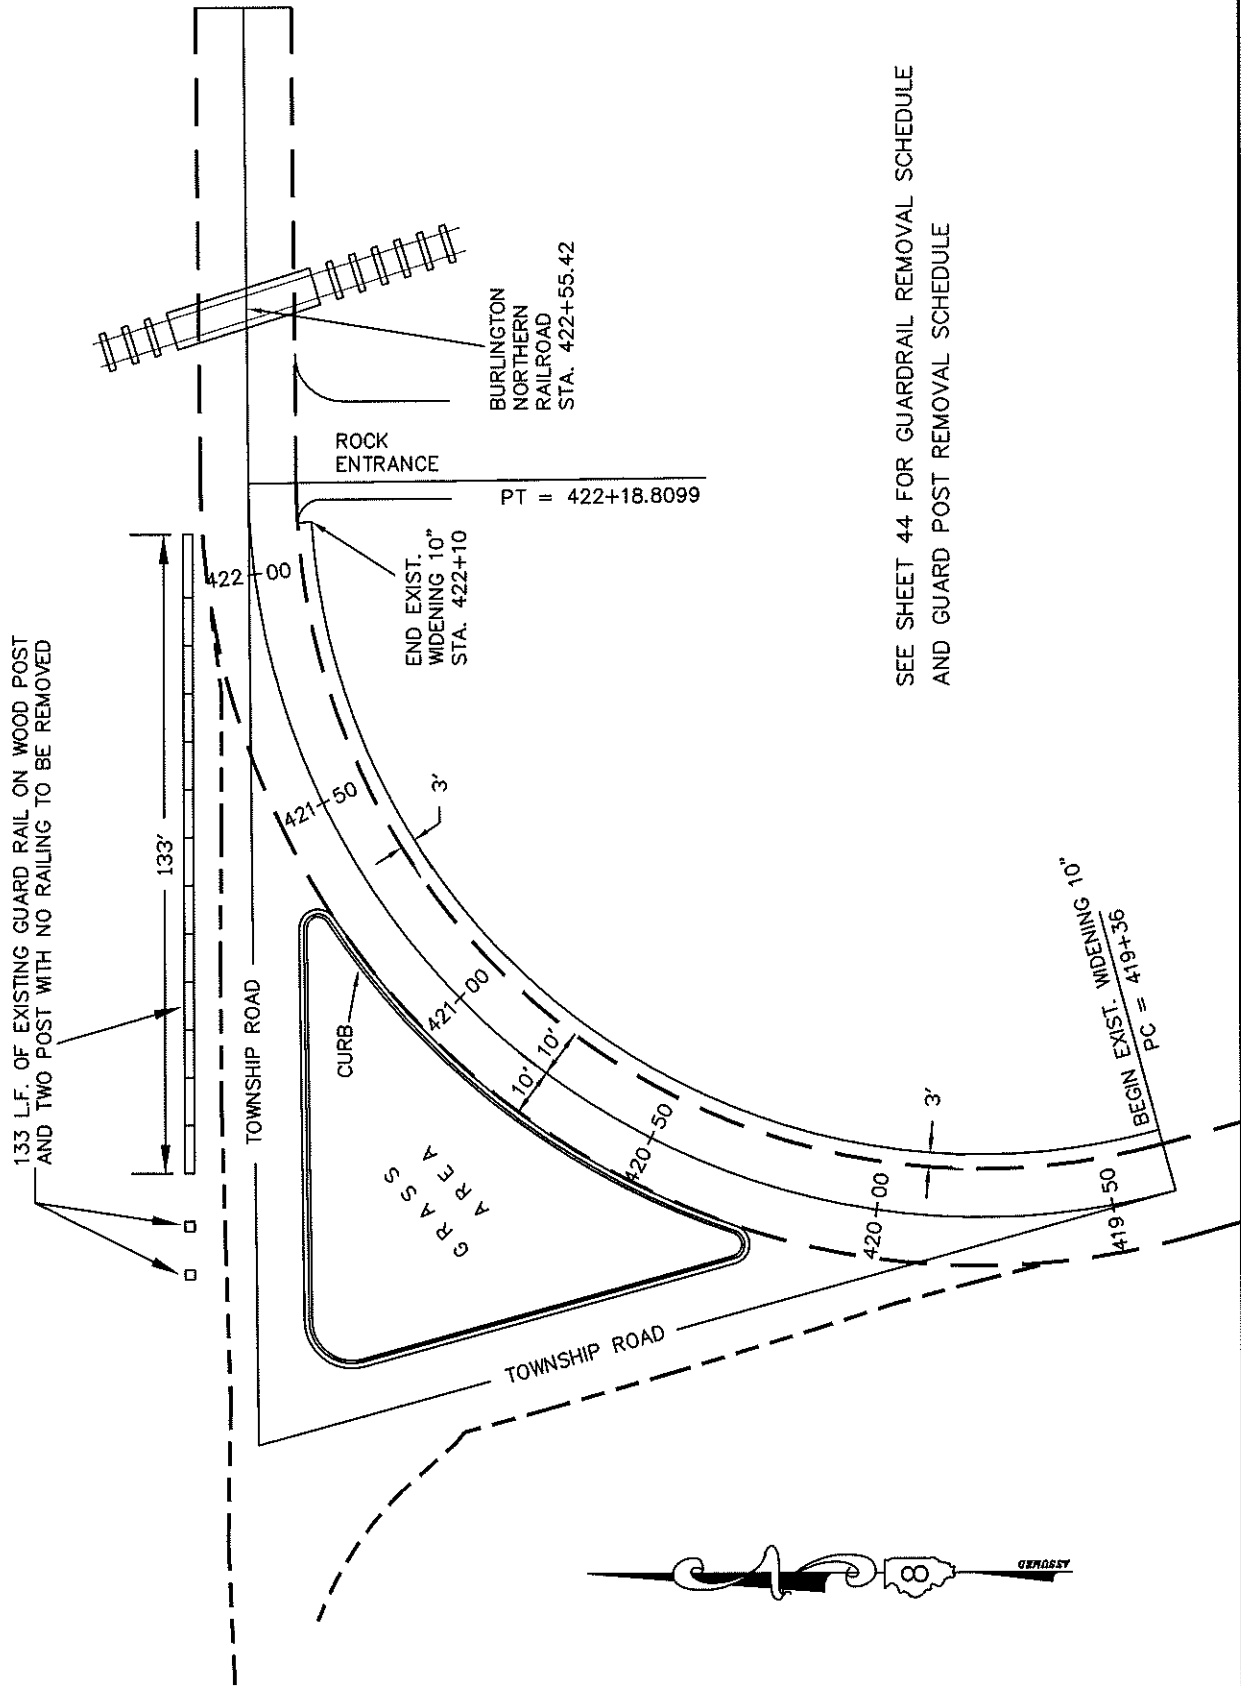 133 L.F. OF EXISTING GUARD RAIL ON WOOD POST
AND TWO POST WITH NO RAILING TO BE REMOVED
133'
TOWNSHIP ROAD
CURB
GRASS
AREA
TOWNSHIP ROAD
422+00
421+50
421+00
420+50
420+00
419+50
10'
10'
3'
3'
ROCK
ENTRANCE
PT = 422+18.8099
END EXIST.
WIDENING 10"
STA. 422+10
BURLINGTON
NORTHERN
RAILROAD
STA. 422+55.42
BEGIN EXIST. WIDENING 10"
PC = 419+36
SEE SHEET 44 FOR GUARDRAIL REMOVAL SCHEDULE
AND GUARD POST REMOVAL SCHEDULE
8
ASSUMED